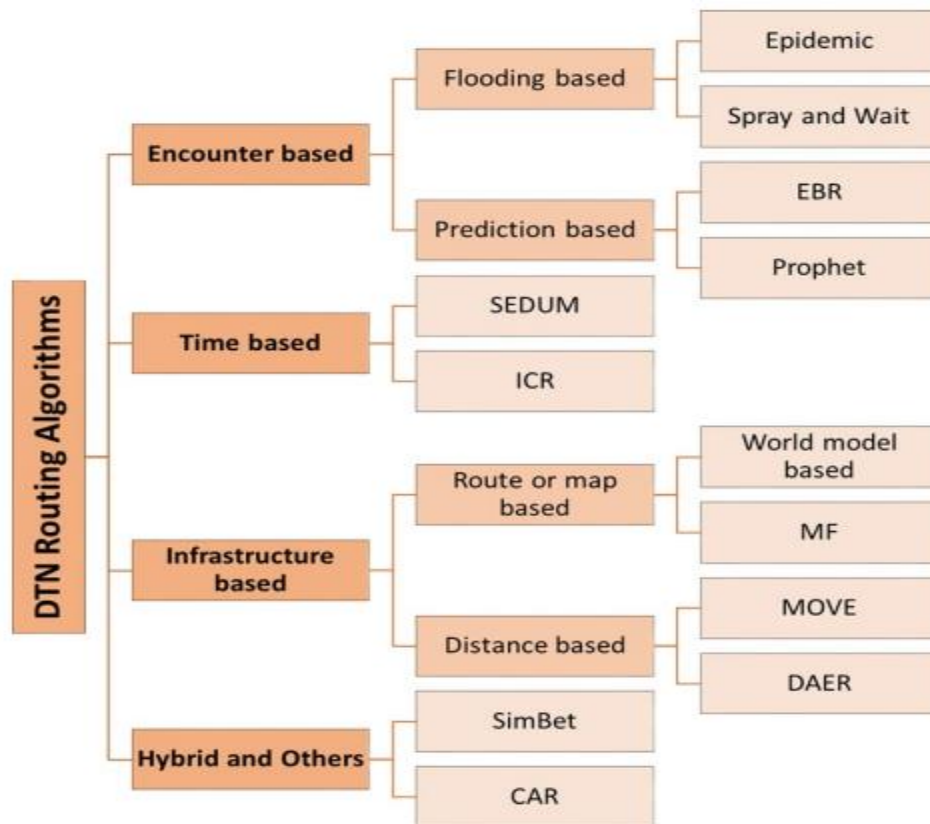 DTN Routing Algorithms
Encounter based
Flooding based
Epidemic
Spray and Wait
Prediction based
EBR
Prophet
Time based
SEDUM
ICR
Infrastructure
based
Route or map
based
World model
based
MF
Distance based
MOVE
DAER
Hybrid and Others
SimBet
CAR